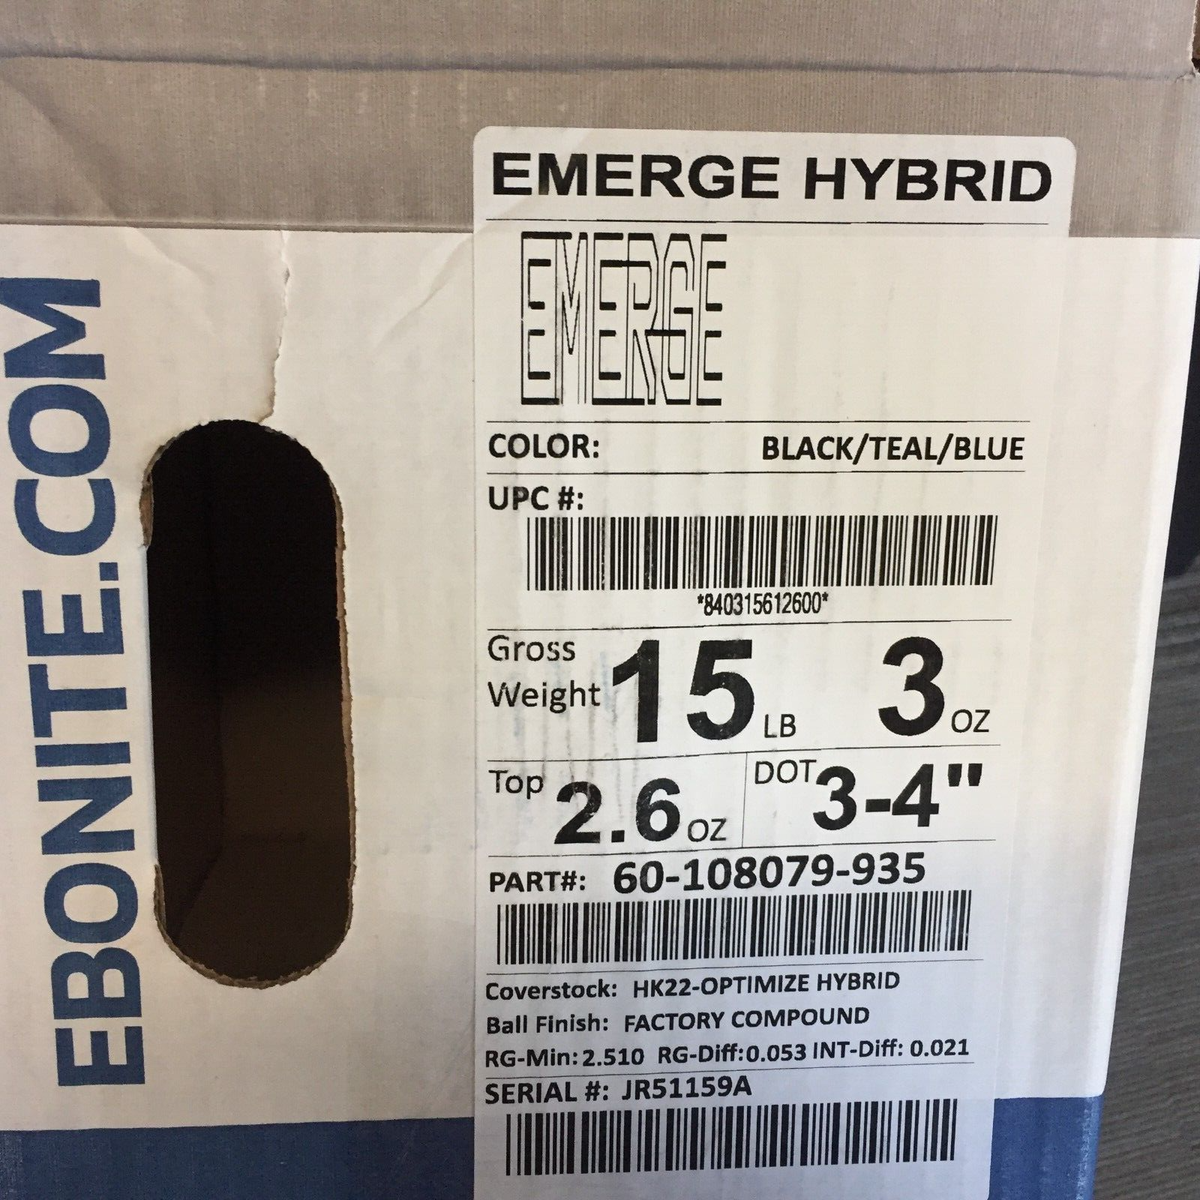 EBONITE.COM
EMERGE HYBRID
EMERGE
COLOR: BLACK/TEAL/BLUE
UPC #:
*840315612600*
Gross Weight 15 LB 3 OZ
Top 2.6 OZ DOT 3-4"
PART#: 60-108079-935
Coverstock: HK22-OPTIMIZE HYBRID
Ball Finish: FACTORY COMPOUND
RG-Min: 2.510 RG-Diff: 0.053 INT-Diff: 0.021
SERIAL #: JR51159A